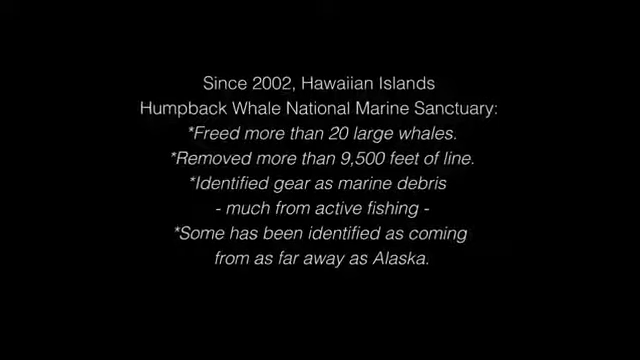 Since 2002, Hawaiian Islands
Humpback Whale National Marine Sanctuary:
*Freed more than 20 large whales.
*Removed more than 9,500 feet of line.
*Identified gear as marine debris
- much from active fishing -
*Some has been identified as coming
from as far away as Alaska.